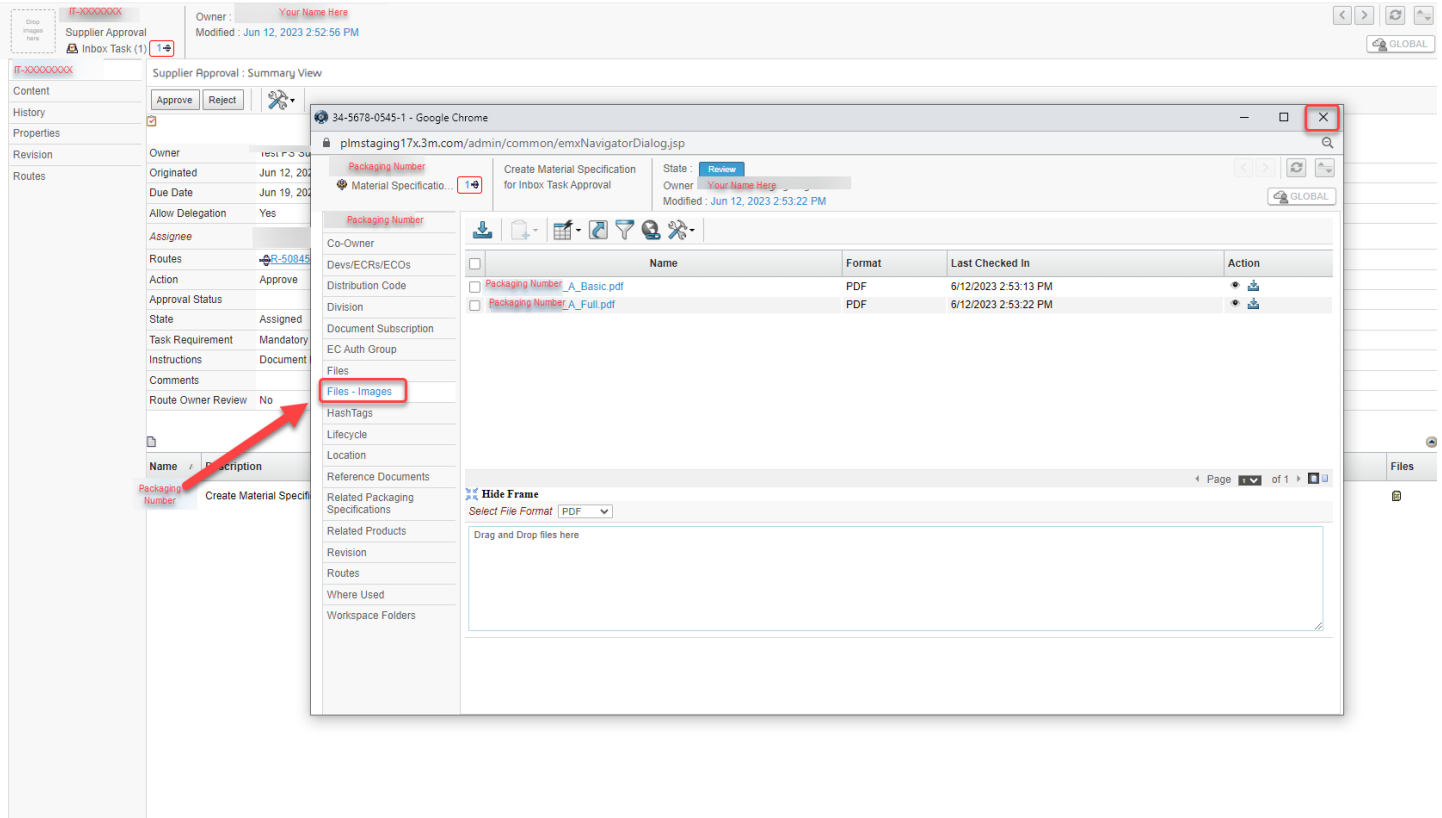 Drop
images
here
IT-XXXXXXX
Supplier Approval
Inbox Task (1)
1
Owner :
Your Name Here
Modified : Jun 12, 2023 2:52:56 PM
GLOBAL
IT-XXXXXXXX
Content
History
Properties
Revision
Routes
Supplier Approval : Summary View
Approve
Reject
Owner
Originated Jun 12, 202
Due Date Jun 19, 202
Allow Delegation Yes
Assignee
Routes R-50845
Action Approve
Approval Status
State Assigned
Task Requirement Mandatory
Instructions Document
Comments
Route Owner Review No
Name
Files
Packaging
Number
Create Material Specifi
34-5678-0545-1 - Google Chrome
plmstaging17x.3m.com/admin/common/emxNavigatorDialog.jsp
Packaging Number
Material Specificatio...
1
Create Material Specification
for Inbox Task Approval
State : Review
Owner Your Name Here
Modified : Jun 12, 2023 2:53:22 PM
GLOBAL
Packaging Number
Co-Owner
Devs/ECRs/ECOs
Distribution Code
Division
Document Subscription
EC Auth Group
Files
Files - Images
HashTags
Lifecycle
Location
Reference Documents
Related Packaging
Specifications
Related Products
Revision
Routes
Where Used
Workspace Folders
Name Format Last Checked In Action
Packaging Number _A_Basic.pdf PDF 6/12/2023 2:53:13 PM
Packaging Number _A_Full.pdf PDF 6/12/2023 2:53:22 PM
Page 1 of 1
Hide Frame
Select File Format PDF
Drag and Drop files here